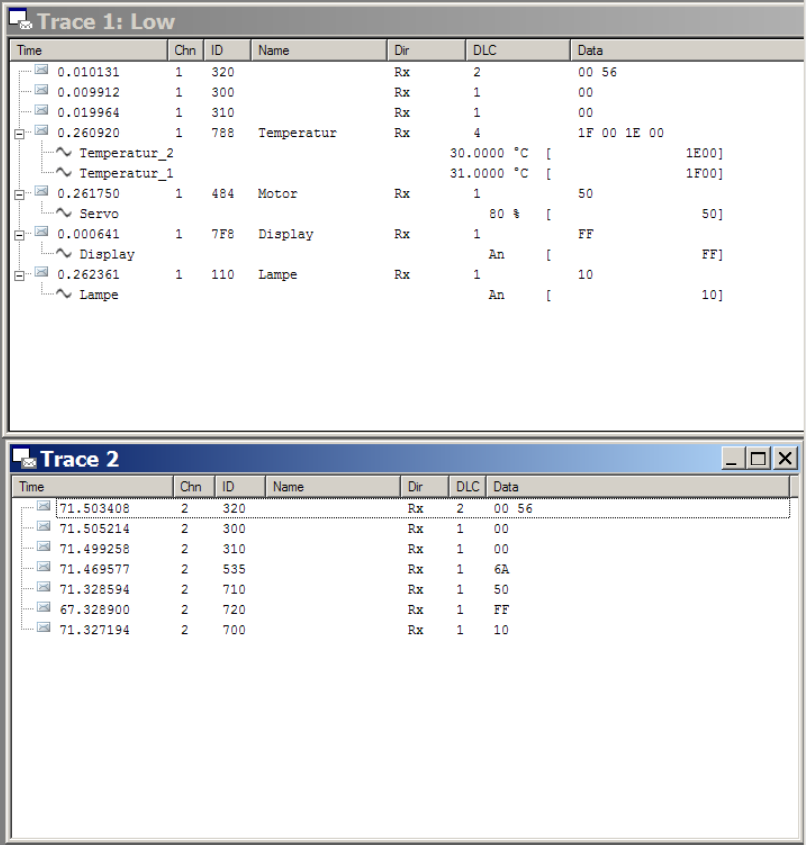 Trace 1: Low
Time Chn ID Name Dir DLC Data
0.010131 1 320 Rx 2 00 56
0.009912 1 300 Rx 1 00
0.019964 1 310 Rx 1 00
0.260920 1 788 Temperatur Rx 4 1F 00 1E 00
Temperatur_2 30.0000 °C [ 1E00]
Temperatur_1 31.0000 °C [ 1F00]
0.261750 1 484 Motor Rx 1 50
Servo 80 % [ 50]
0.000641 1 7F8 Display Rx 1 FF
Display An [ FF]
0.262361 1 110 Lampe Rx 1 10
Lampe An [ 10]
Trace 2
Time Chn ID Name Dir DLC Data
71.503408 2 320 Rx 2 00 56
71.505214 2 300 Rx 1 00
71.499258 2 310 Rx 1 00
71.469577 2 535 Rx 1 6A
71.328594 2 710 Rx 1 50
67.328900 2 720 Rx 1 FF
71.327194 2 700 Rx 1 10